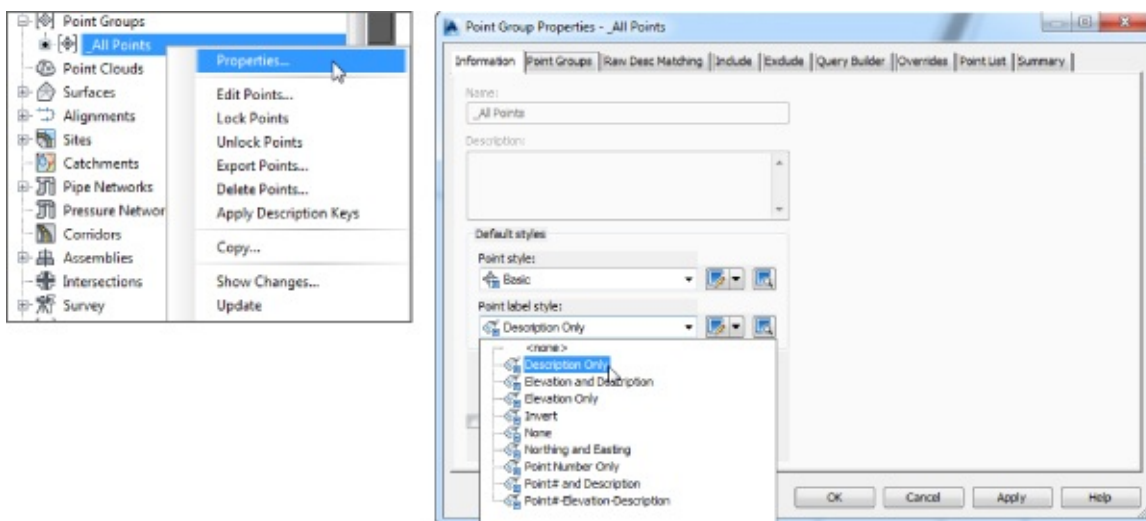 Point Groups
_All Points
Point Clouds
Surfaces
Alignments
Sites
Catchments
Pipe Networks
Pressure Networ
Corridors
Assemblies
Intersections
Survey
Properties...
Edit Points...
Lock Points
Unlock Points
Export Points...
Delete Points...
Apply Description Keys
Copy...
Show Changes...
Update
Point Group Properties - _All Points
Information Point Groups Raw Desc Matching Include Exclude Query Builder Overrides Point List Summary
Name:
_All Points
Description:
Default styles
Point style:
Basic
Point label style:
Description Only
<none>
Description Only
Elevation and Description
Elevation Only
Invert
None
Northing and Easting
Point Number Only
Point# and Description
Point#-Elevation-Description
OK Cancel Apply Help